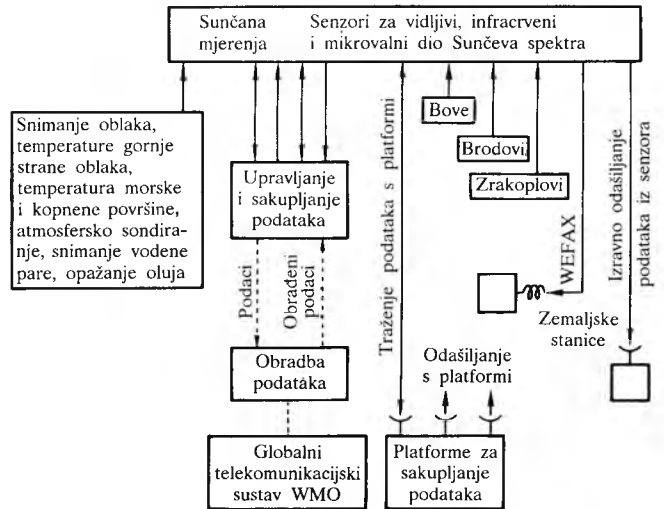 Sunčana
mjerenja
Senzori za vidljivi, infracrveni
i mikrovalni dio Sunčeva spektra
Snimanje oblaka,
temperature gornje
strane oblaka,
temperatura morske
i kopnene površine,
atmosfersko sondira-
nje, snimanje vodene
pare, opažanje oluja
Upravljanje
i sakupljanje
podataka
Podaci
Obrađeni
podaci
Obradba
podataka
Globalni
telekomunikacijski
sustav WMO
Traženje podataka s platformi
Bove
Brodovi
Zrakoplovi
WEFAX
Izravno odašiljanje
podataka iz senzora
Zemaljske
stanice
Odašiljanje
s platformi
Platforme za
sakupljanje
podataka